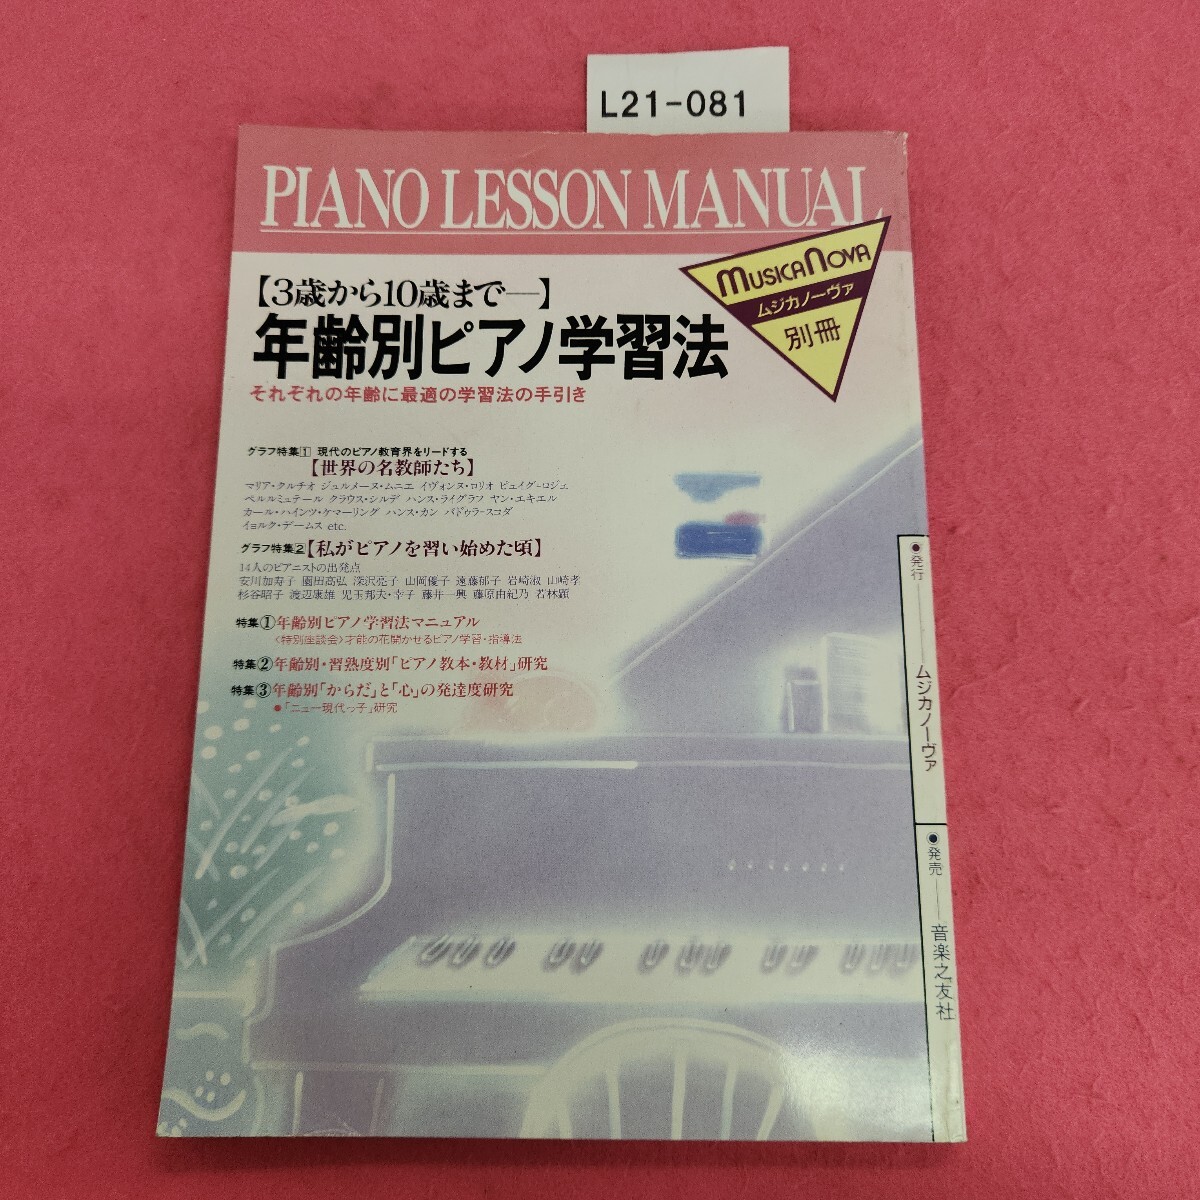 L21-081
PIANO LESSON MANUAL
MUSICA NOVA
ムジカノーヴァ
別冊
【3歳から10歳まで―】
年齢別ピアノ学習法
それぞれの年齢に最適の学習法の手引き
グラフ特集1 現代のピアノ教育界をリードする
【世界の名教師たち】
マリア・クルチオ ジェルメーヌ・ムニエ イヴォンヌ・ロリオ ピュイグ-ロジェ
ペルルミュテール クラウス・シルデ ハンス・ライグラフ ヤン・エキエル
カール・ハインツ・ケマーリング ハンス・カン バドゥラ-スコダ
イョルク・デームス etc.
グラフ特集2【私がピアノを習い始めた頃】
14人のピアニストの出発点
安川加寿子 園田高弘 深沢亮子 山岡優子 遠藤郁子 岩崎淑 山崎孝
杉谷昭子 渡辺康雄 児玉邦夫・幸子 藤井一興 藤原由紀乃 若林顕
特集①年齢別ピアノ学習法マニュアル
〈特別座談会〉才能の花開かせるピアノ学習・指導法
特集②年齢別・習熟度別「ピアノ教本・教材」研究
特集③年齢別「からだ」と「心」の発達度研究
●「ニュー現代っ子」研究
◉発行――ムジカノーヴァ
◉発売――音楽之友社